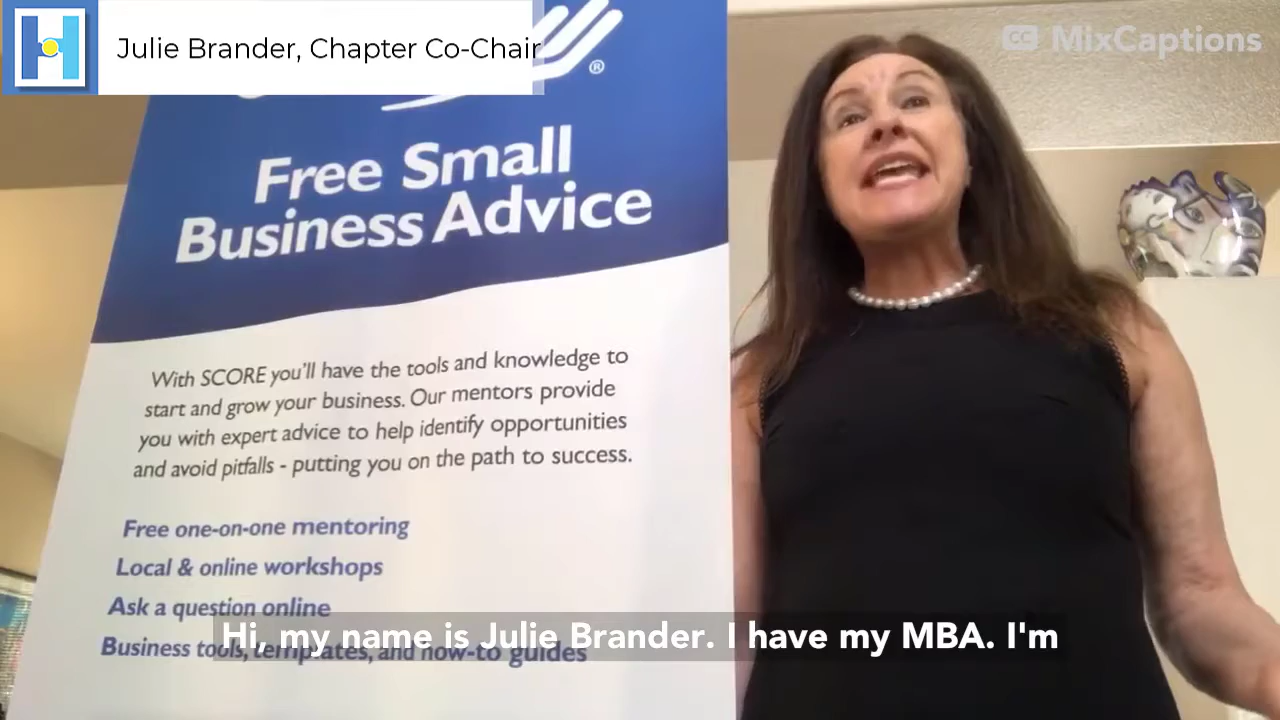 Julie Brander, Chapter Co-Chair
CC MixCaptions
®
Free Small
Business Advice
With SCORE you'll have the tools and knowledge to
start and grow your business. Our mentors provide
you with expert advice to help identify opportunities
and avoid pitfalls - putting you on the path to success.
Free one-on-one mentoring
Local & online workshops
Ask a question online
Business tools, templates, and how-to guides
Hi, my name is Julie Brander. I have my MBA. I'm